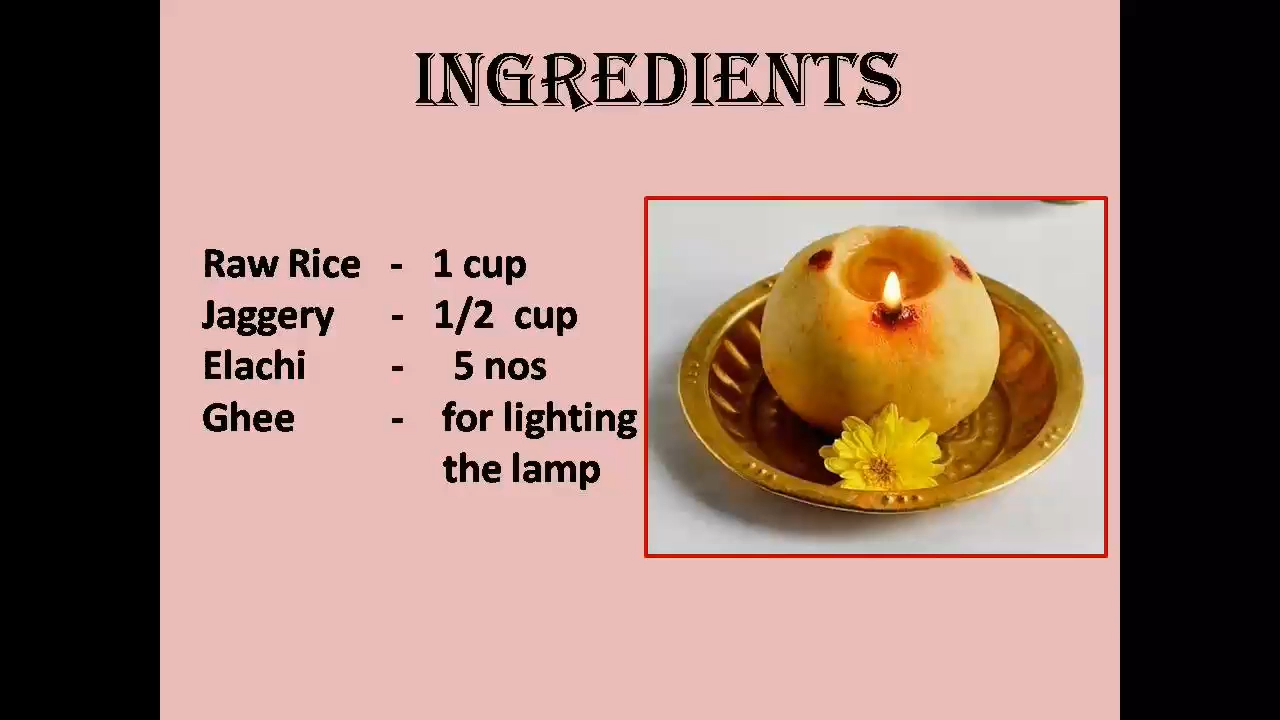 INGREDIENTS
Raw Rice - 1 cup
Jaggery - 1/2 cup
Elachi - 5 nos
Ghee - for lighting
the lamp